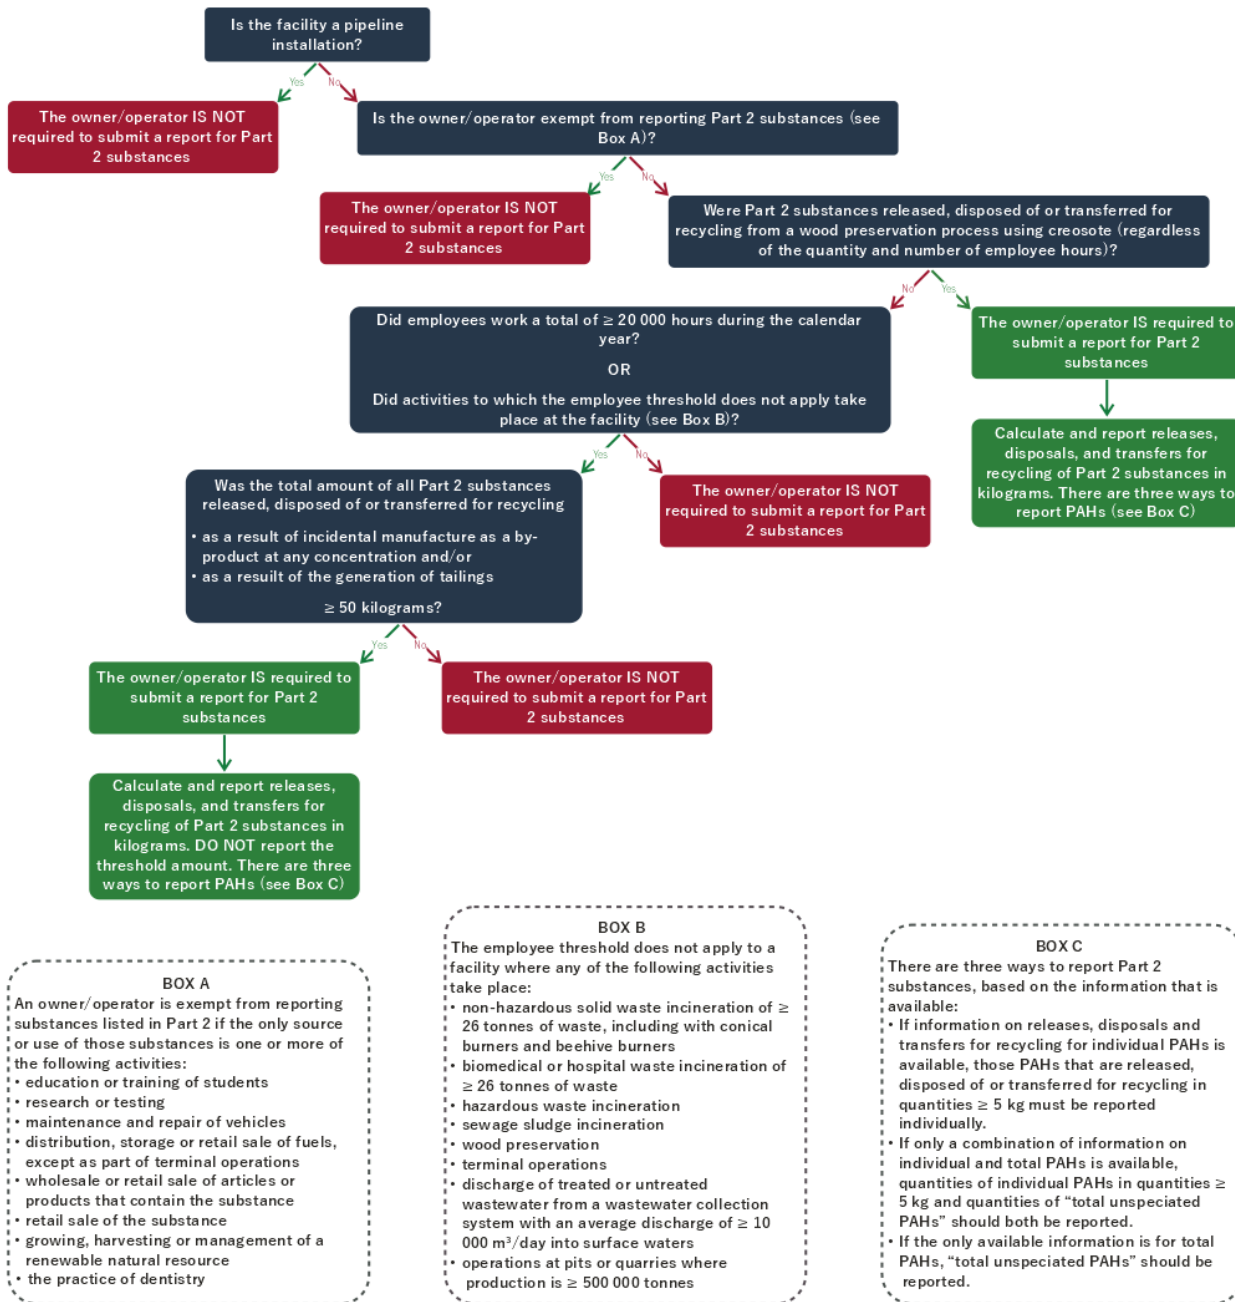 Is the facility a pipeline
installation?
Yes
No
The owner/operator IS NOT
required to submit a report for Part
2 substances
Is the owner/operator exempt from reporting Part 2 substances (see
Box A)?
Yes
No
The owner/operator IS NOT
required to submit a report for Part
2 substances
Were Part 2 substances released, disposed of or transferred for
recycling from a wood preservation process using creosote (regardless
of the quantity and number of employee hours)?
No
Yes
Did employees work a total of ≥ 20 000 hours during the calendar
year?
OR
Did activities to which the employee threshold does not apply take
place at the facility (see Box B)?
The owner/operator IS required to
submit a report for Part 2
substances
Calculate and report releases,
disposals, and transfers for
recycling of Part 2 substances in
kilograms. There are three ways to
report PAHs (see Box C)
Yes
No
Was the total amount of all Part 2 substances
released, disposed of or transferred for recycling
• as a result of incidental manufacture as a by-
product at any concentration and/or
• as a resuilt of the generation of tailings
≥ 50 kilograms?
The owner/operator IS NOT
required to submit a report for Part
2 substances
Yes
No
The owner/operator IS required to
submit a report for Part 2
substances
The owner/operator IS NOT
required to submit a report for Part
2 substances
Calculate and report releases,
disposals, and transfers for
recycling of Part 2 substances in
kilograms. DO NOT report the
threshold amount. There are three
ways to report PAHs (see Box C)
BOX A
An owner/operator is exempt from reporting
substances listed in Part 2 if the only source
or use of those substances is one or more of
the following activities:
• education or training of students
• research or testing
• maintenance and repair of vehicles
• distribution, storage or retail sale of fuels,
except as part of terminal operations
• wholesale or retail sale of articles or
products that contain the substance
• retail sale of the substance
• growing, harvesting or management of a
renewable natural resource
• the practice of dentistry
BOX B
The employee threshold does not apply to a
facility where any of the following activities
take place:
• non-hazardous solid waste incineration of ≥
26 tonnes of waste, including with conical
burners and beehive burners
• biomedical or hospital waste incineration of
≥ 26 tonnes of waste
• hazardous waste incineration
• sewage sludge incineration
• wood preservation
• terminal operations
• discharge of treated or untreated
wastewater from a wastewater collection
system with an average discharge of ≥ 10
000 m³/day into surface waters
• operations at pits or quarries where
production is ≥ 500 000 tonnes
BOX C
There are three ways to report Part 2
substances, based on the information that is
available:
• If information on releases, disposals and
transfers for recycling for individual PAHs is
available, those PAHs that are released,
disposed of or transferred for recycling in
quantities ≥ 5 kg must be reported
individually.
• If only a combination of information on
individual and total PAHs is available,
quantities of individual PAHs in quantities ≥
5 kg and quantities of “total unspeciated
PAHs” should both be reported.
• If the only available information is for total
PAHs, “total unspeciated PAHs” should be
reported.